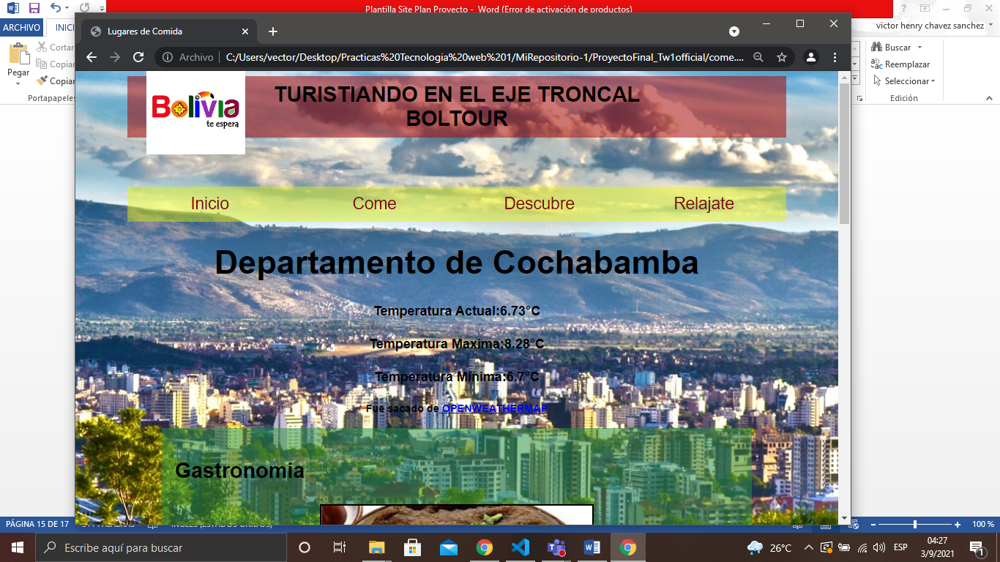 Plantilla Site Plan Proyecto - Word (Error de activación de productos)
ARCHIVO
INICI
victor henry chavez sanchez
Pegar
Cortar
Copiar
Copiar
Portapapeles
Buscar
Reemplazar
Seleccionar
Edición
Lugares de Comida
Archivo
C:/Users/vector/Desktop/Practicas%20Tecnologia%20web%201/MiRepositorio-1/ProyectoFinal_Tw1official/come....
Bolivia
te espera
TURISTIANDO EN EL EJE TRONCAL
BOLTOUR
Inicio Come Descubre Relajate
Departamento de Cochabamba
Temperatura Actual:6.73°C
Temperatura Maxima:8.28°C
Temperatura Minima:6.7°C
Fue sacado de OPENWEATHERMAP
Gastronomia
PÁGINA 15 DE 17
INGLÉS (ESTADOS UNIDOS)
100 %
Escribe aquí para buscar
26°C
ESP
04:27
3/9/2021
1